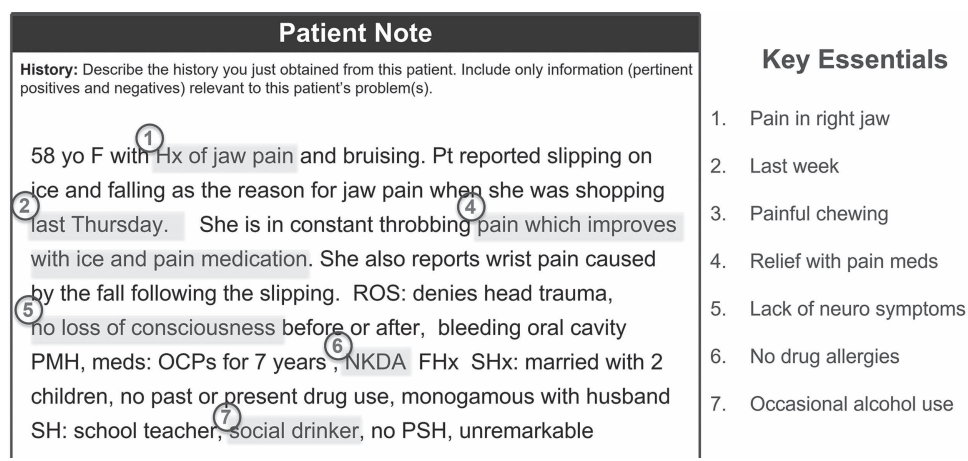 Patient Note
History: Describe the history you just obtained from this patient. Include only information (pertinent
positives and negatives) relevant to this patient's problem(s).
1
58 yo F with Hx of jaw pain and bruising. Pt reported slipping on
ice and falling as the reason for jaw pain when she was shopping
2 4
last Thursday. She is in constant throbbing pain which improves
with ice and pain medication. She also reports wrist pain caused
by the fall following the slipping. ROS: denies head trauma,
5
no loss of consciousness before or after, bleeding oral cavity
6
PMH, meds: OCPs for 7 years , NKDA FHx SHx: married with 2
children, no past or present drug use, monogamous with husband
7
SH: school teacher, social drinker, no PSH, unremarkable
Key Essentials
1. Pain in right jaw
2. Last week
3. Painful chewing
4. Relief with pain meds
5. Lack of neuro symptoms
6. No drug allergies
7. Occasional alcohol use